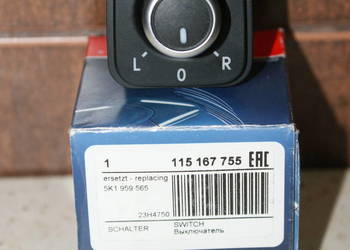 L O R
1 115 167 755 EAC
ersetzt - replacing
5K1 959 565
23H4750
SCHALTER SWITCH
Выключатель